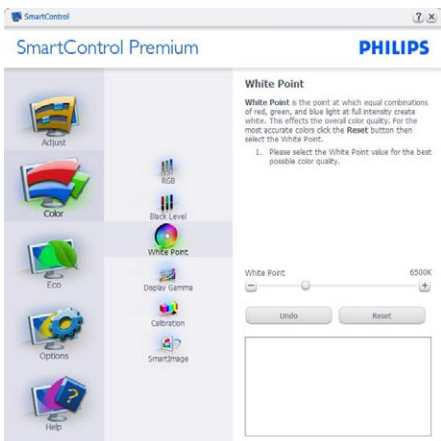 SmartControl
? x
SmartControl Premium
PHILIPS
Adjust
Color
Eco
Options
Help
RGB
Black Level
White Point
Display Gamma
Calibration
SmartImage
White Point
White Point is the point at which equal combinations
of red, green, and blue light at full intensity create
white. This effects the overall color quality. For the
most accurate colors click the Reset button then
select the White Point.
1. Please select the White Point value for the best
possible color quality.
White Point 6500K
Undo Reset